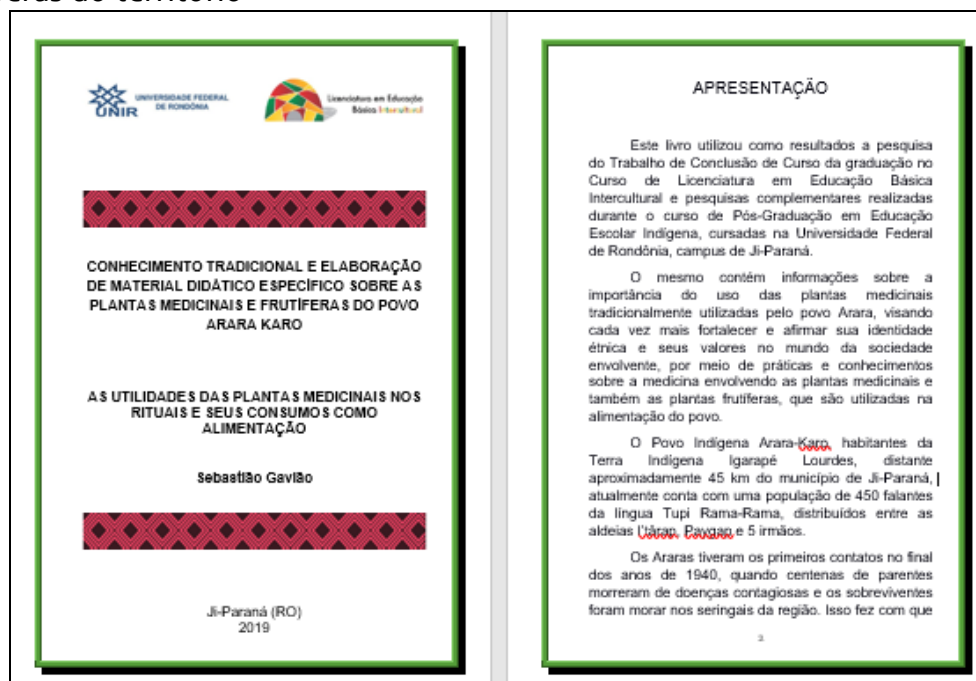 UNIR
UNIVERSIDADE FEDERAL
DE RONDÔNIA
Licenciatura em Educação
Básica Intercultural
CONHECIMENTO TRADICIONAL E ELABORAÇÃO
DE MATERIAL DIDÁTICO ESPECÍFICO SOBRE AS
PLANTAS MEDICINAIS E FRUTÍFERAS DO POVO
ARARA KARO
AS UTILIDADES DAS PLANTAS MEDICINAIS NOS
RITUAIS E SEUS CONSUMOS COMO
ALIMENTAÇÃO
Sebastião Gavião
Ji-Paraná (RO)
2019
APRESENTAÇÃO
Este livro utilizou como resultados a pesquisa
do Trabalho de Conclusão de Curso da graduação no
Curso de Licenciatura em Educação Básica
Intercultural e pesquisas complementares realizadas
durante o curso de Pós-Graduação em Educação
Escolar Indígena, cursadas na Universidade Federal
de Rondônia, campus de Ji-Paraná.
O mesmo contém informações sobre a
importância do uso das plantas medicinais
tradicionalmente utilizadas pelo povo Arara, visando
cada vez mais fortalecer e afirmar sua identidade
étnica e seus valores no mundo da sociedade
envolvente, por meio de práticas e conhecimentos
sobre a medicina envolvendo as plantas medicinais e
também as plantas frutíferas, que são utilizadas na
alimentação do povo.
O Povo Indígena Arara-Karo, habitantes da
Terra Indígena Igarapé Lourdes, distante
aproximadamente 45 km do município de Ji-Paraná,
atualmente conta com uma população de 450 falantes
da língua Tupi Rama-Rama, distribuídos entre as
aldeias I'târap, Paygap e 5 irmãos.
Os Araras tiveram os primeiros contatos no final
dos anos de 1940, quando centenas de parentes
morreram de doenças contagiosas e os sobreviventes
foram morar nos seringais da região. Isso fez com que